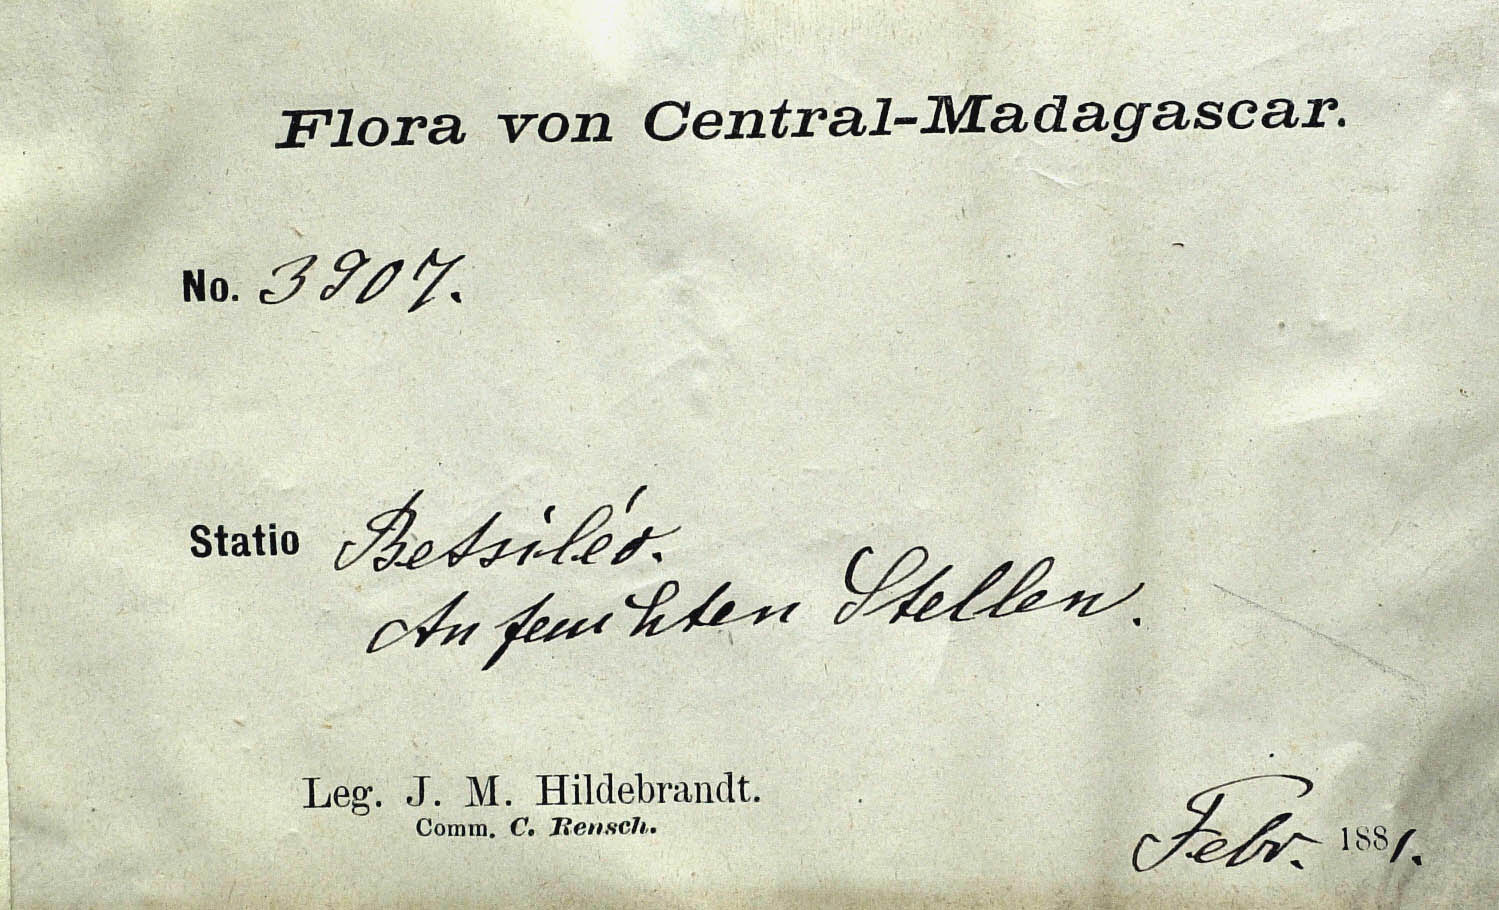 Flora von Central-Madagascar.
No. 3907.
Statio Betsiléo.
An feuchten Stellen.
Leg. J. M. Hildebrandt.
Comm. C. Rensch.
Febr. 1881.